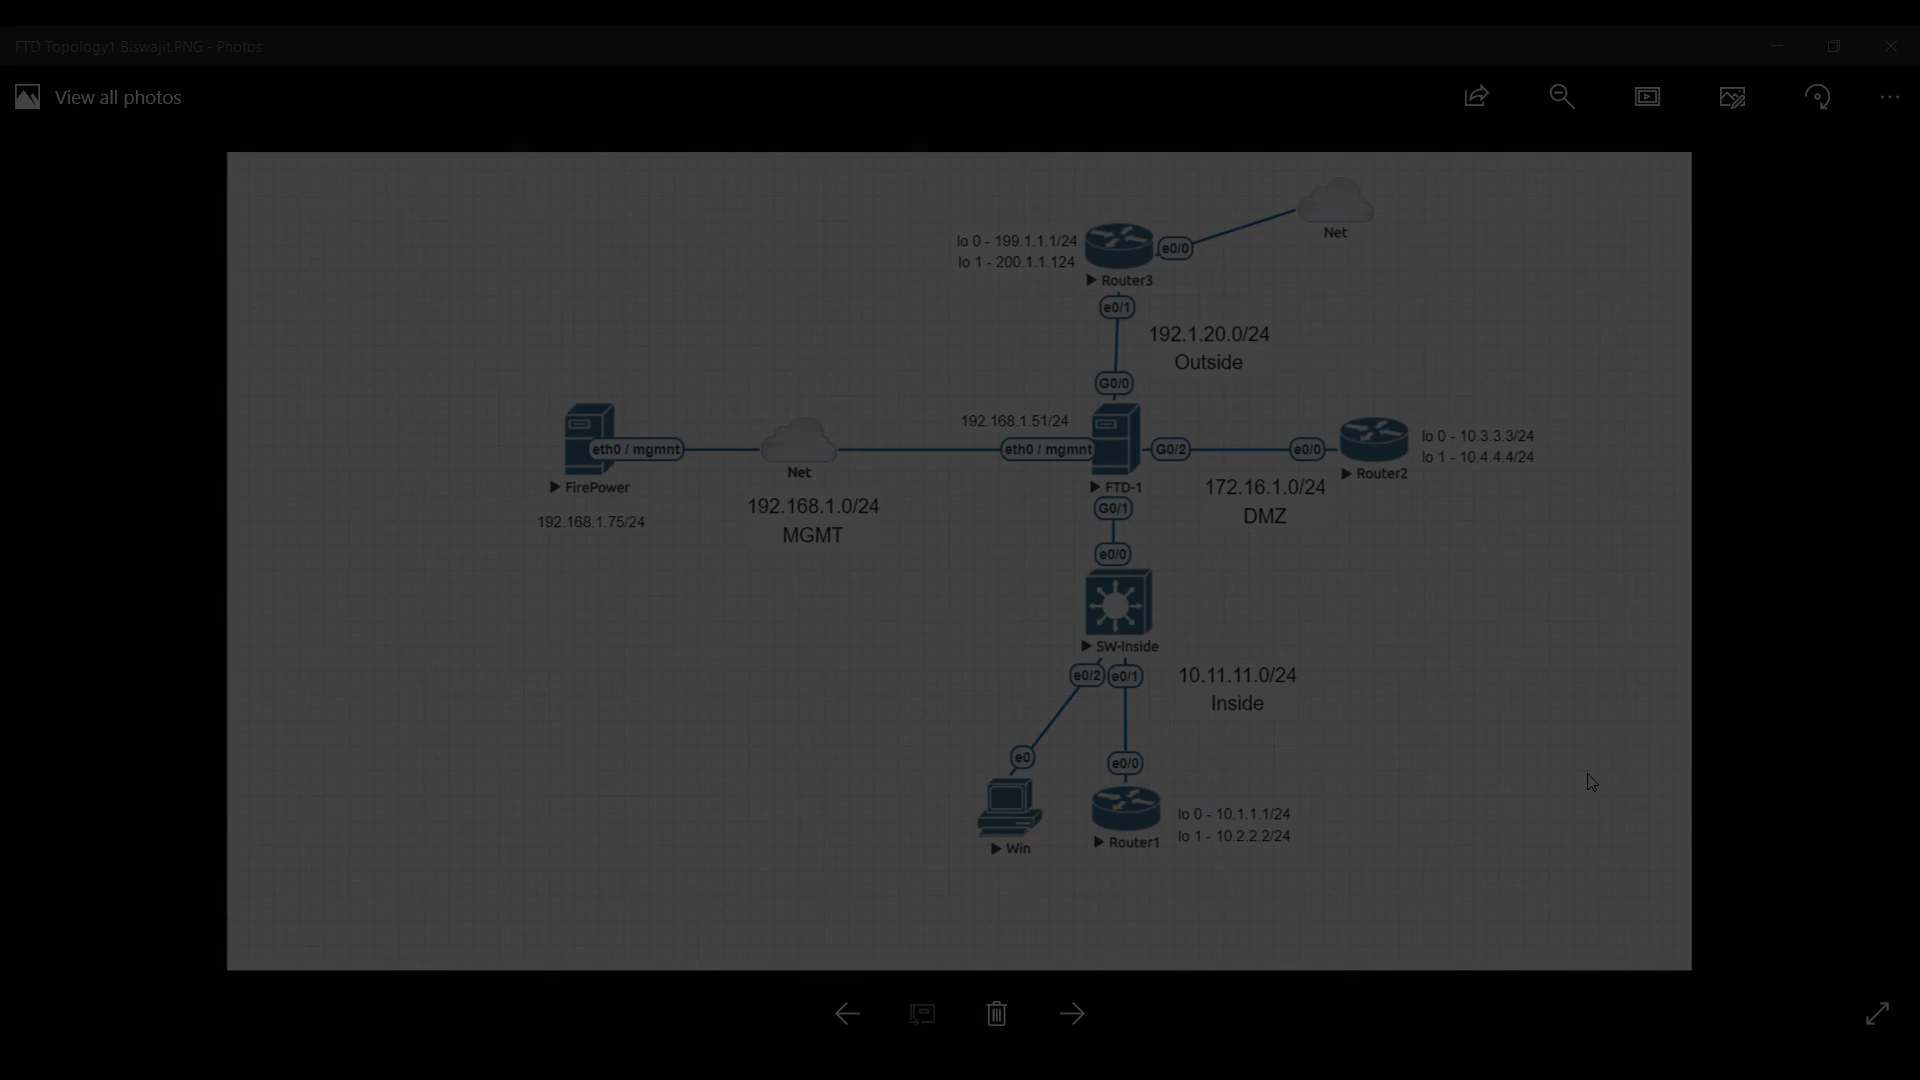 FTD Topology1 Biswajit.PNG - Photos
View all photos
Net
lo 0 - 199.1.1.1/24
lo 1 - 200.1.1.124
e0/0
Router3
e0/1
192.1.20.0/24
Outside
G0/0
192.168.1.51/24
eth0 / mgmnt
Net
eth0 / mgmnt
G0/2
e0/0
lo 0 - 10.3.3.3/24
lo 1 - 10.4.4.4/24
Router2
FirePower
192.168.1.75/24
192.168.1.0/24
MGMT
FTD-1
172.16.1.0/24
DMZ
G0/1
e0/0
SW-Inside
e0/2
e0/1
10.11.11.0/24
Inside
e0
e0/0
Win
Router1
lo 0 - 10.1.1.1/24
lo 1 - 10.2.2.2/24